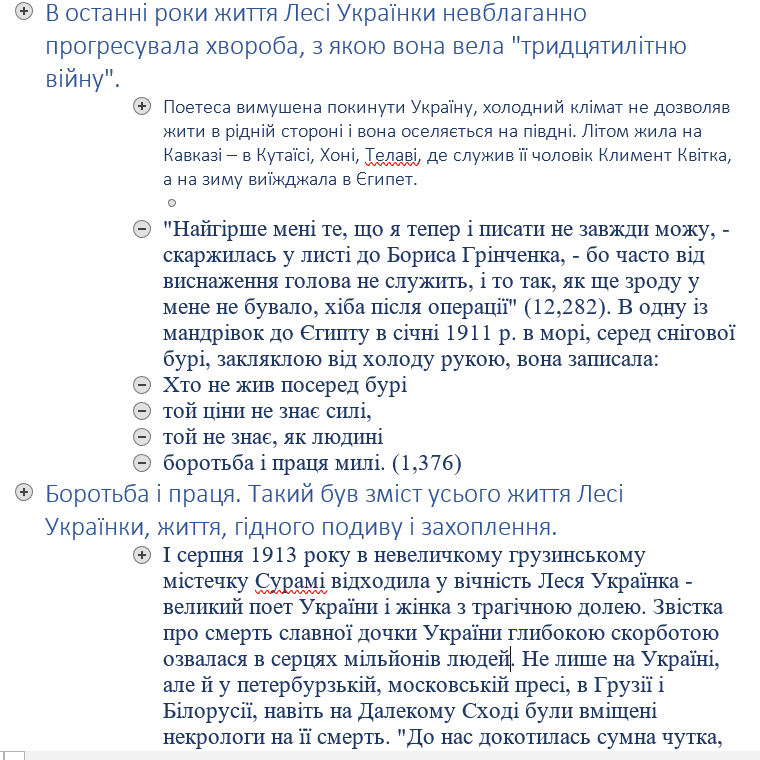 В останні роки життя Лесі Українки невблаганно
прогресувала хвороба, з якою вона вела "тридцятилітню
війну".
Поетеса вимушена покинути Україну, холодний клімат не дозволяв
жити в рідній стороні і вона оселяється на півдні. Літом жила на
Кавказі – в Кутаїсі, Хоні, Телаві, де служив її чоловік Климент Квітка,
а на зиму виїжджала в Єгипет.
"Найгірше мені те, що я тепер і писати не завжди можу, -
скаржилась у листі до Бориса Грінченка, - бо часто від
виснаження голова не служить, і то так, як ще зроду у
мене не бувало, хіба після операції" (12,282). В одну із
мандрівок до Єгипту в січні 1911 р. в морі, серед снігової
бурі, закляклою від холоду рукою, вона записала:
Хто не жив посеред бурі
той ціни не знає силі,
той не знає, як людині
боротьба і праця милі. (1,376)
Боротьба і праця. Такий був зміст усього життя Лесі
Українки, життя, гідного подиву і захоплення.
І серпня 1913 року в невеличкому грузинському
містечку Сурамі відходила у вічність Леся Українка -
великий поет України і жінка з трагічною долею. Звістка
про смерть славної дочки України глибокою скорботою
озвалася в серцях мільйонів людей. Не лише на Україні,
але й у петербурзькій, московській пресі, в Грузії і
Білорусії, навіть на Далекому Сході були вміщені
некрологи на її смерть. "До нас докотилась сумна чутка,